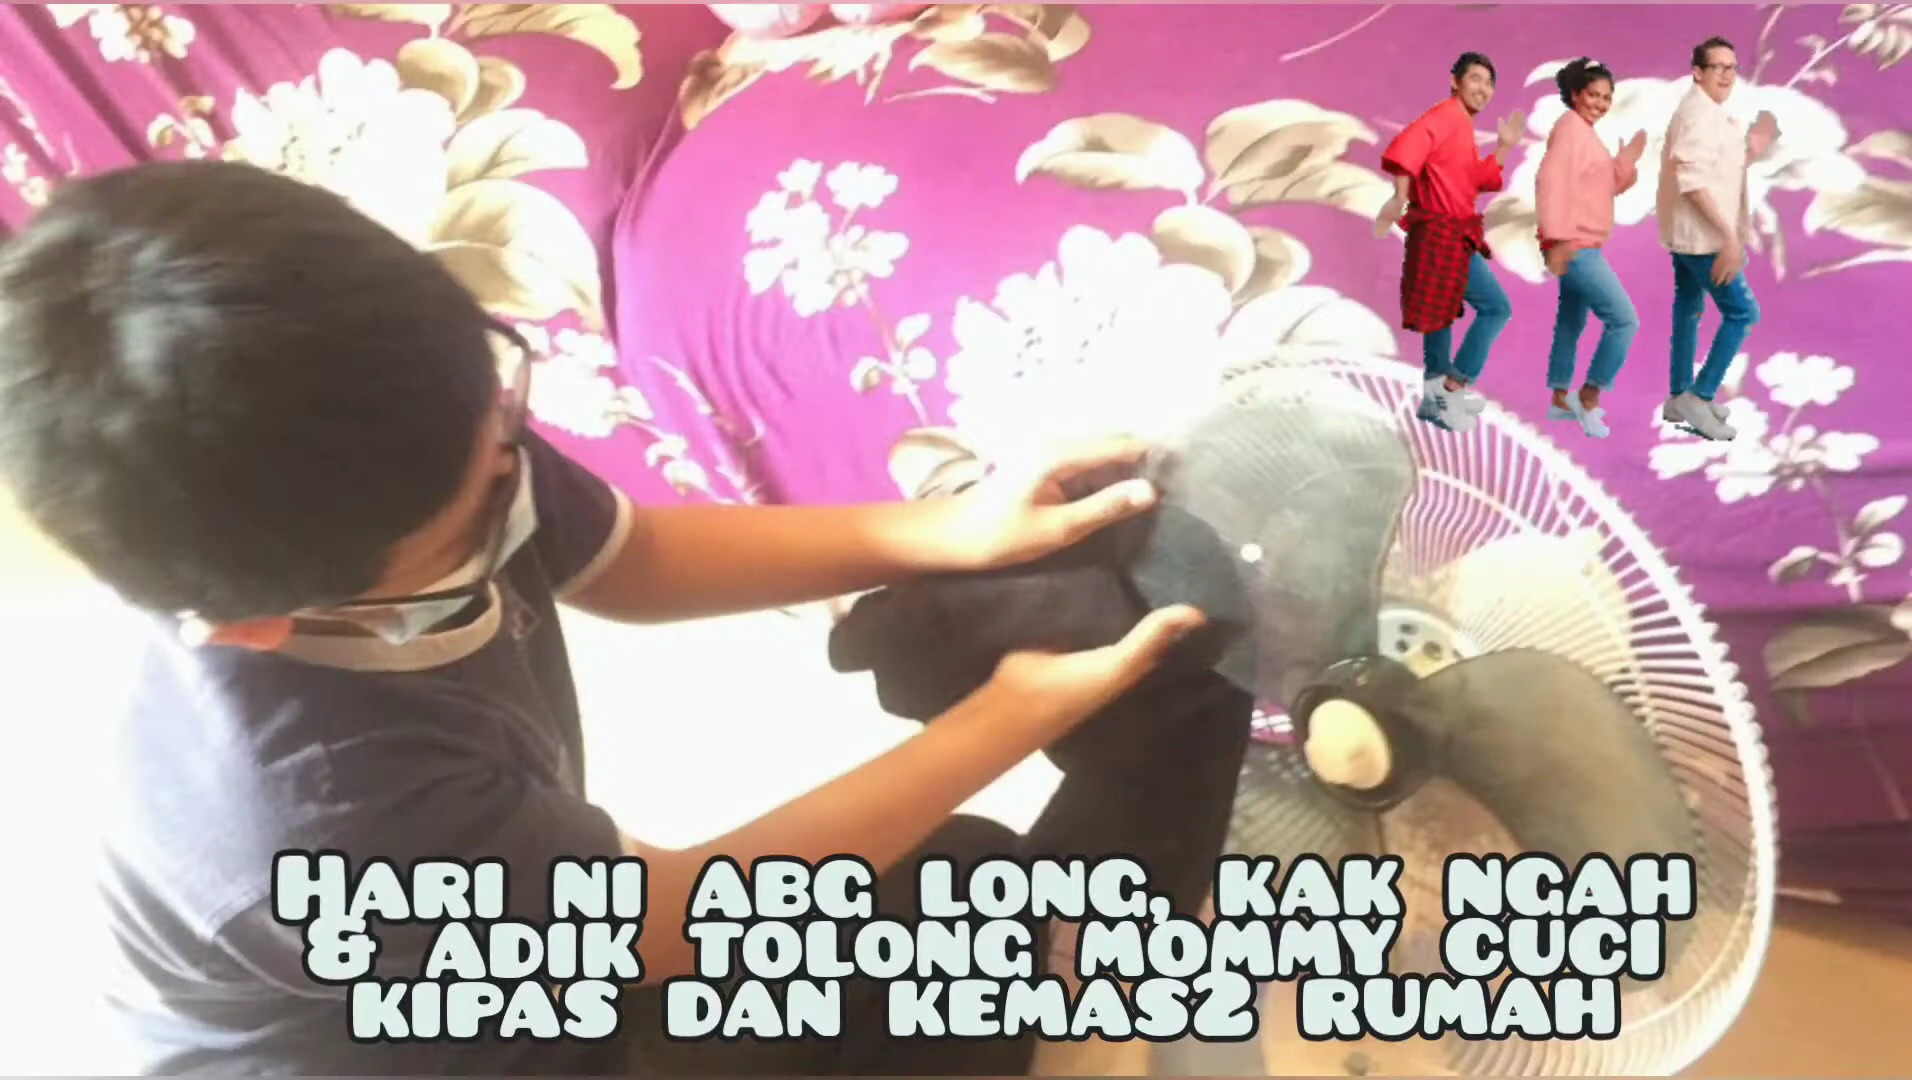 Hari ni abg long, kak ngah
& adik tolong mommy cuci
kipas dan kemas2 rumah